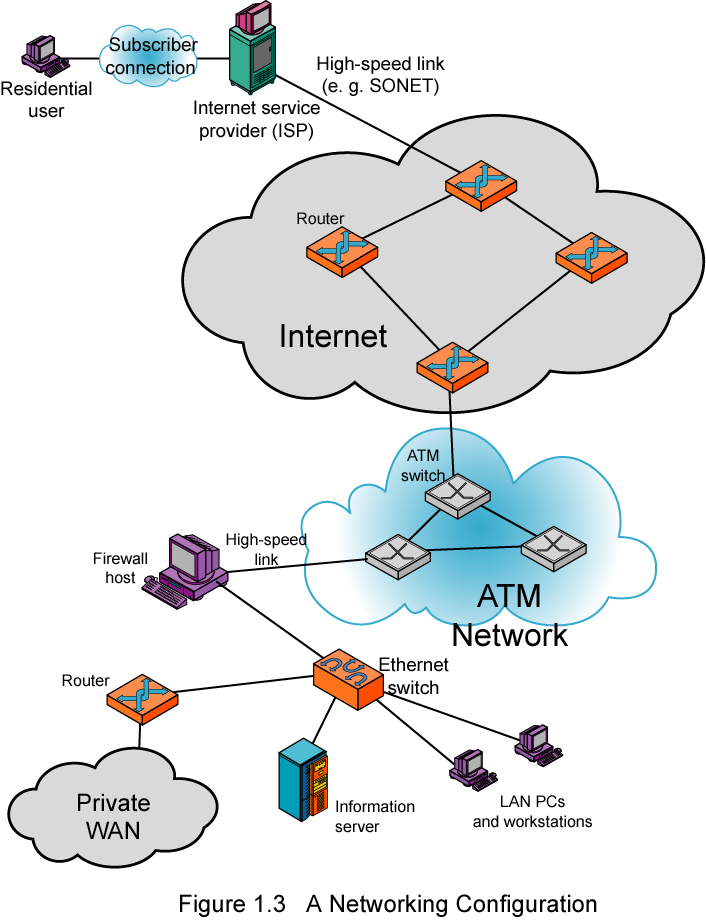 Subscriber
connection
Residential
user
Internet service
provider (ISP)
High-speed link
(e. g. SONET)
Router
Internet
ATM
switch
High-speed
link
Firewall
host
ATM
Network
Ethernet
switch
Router
Private
WAN
Information
server
LAN PCs
and workstations
Figure 1.3 A Networking Configuration